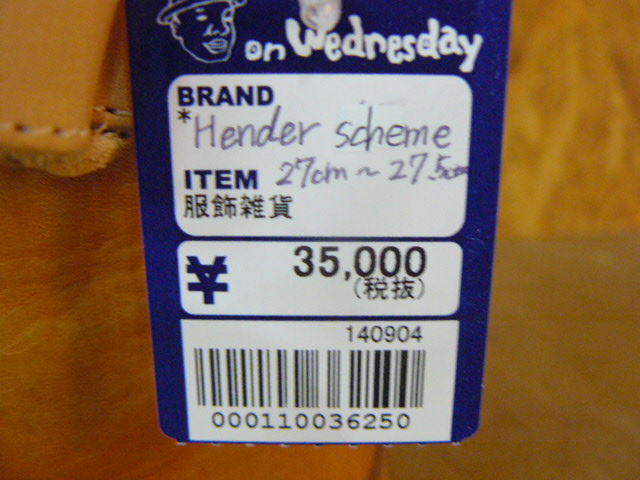 on Wednesday
BRAND
*Hender scheme
ITEM 27cm~27.5cm
服飾雑貨
¥ 35,000
(税抜)
140904
000110036250